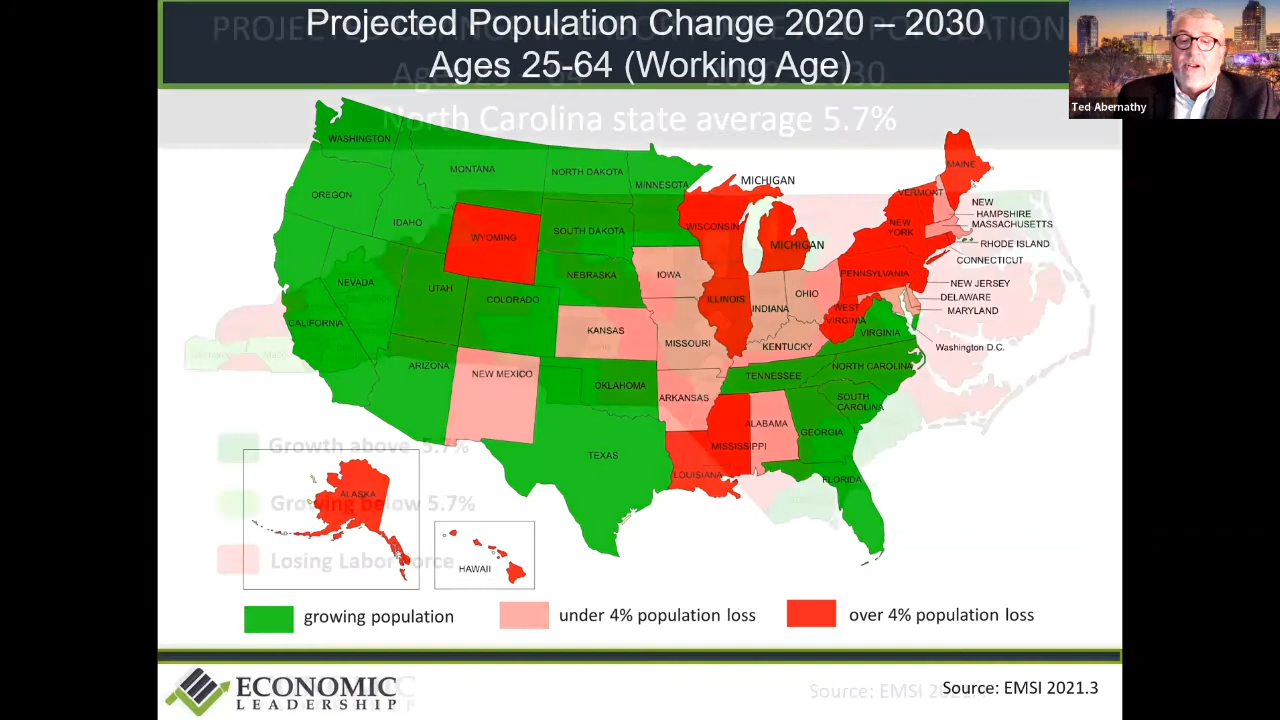 Projected Population Change 2020 – 2030
Ages 25-64 (Working Age)
Ted Abernathy
North Carolina state average 5.7%
WASHINGTON
MONTANA
NORTH DAKOTA
MINNESOTA
MICHIGAN
MAINE
OREGON
IDAHO
WYOMING
SOUTH DAKOTA
WISCONSIN
MICHIGAN
VERMONT
NEW YORK
NEW HAMPSHIRE
MASSACHUSETTS
RHODE ISLAND
CONNECTICUT
NEVADA
UTAH
COLORADO
NEBRASKA
IOWA
ILLINOIS
INDIANA
OHIO
PENNSYLVANIA
NEW JERSEY
DELAWARE
MARYLAND
CALIFORNIA
KANSAS
MISSOURI
KENTUCKY
WEST VIRGINIA
VIRGINIA
Washington D.C.
ARIZONA
NEW MEXICO
OKLAHOMA
ARKANSAS
TENNESSEE
NORTH CAROLINA
SOUTH CAROLINA
TEXAS
LOUISIANA
MISSISSIPPI
ALABAMA
GEORGIA
FLORIDA
Growth above 5.7%
Growing below 5.7%
Losing Labor Force
ALASKA
HAWAII
growing population
under 4% population loss
over 4% population loss
ECONOMIC
LEADERSHIP
Source: EMSI 2021.3